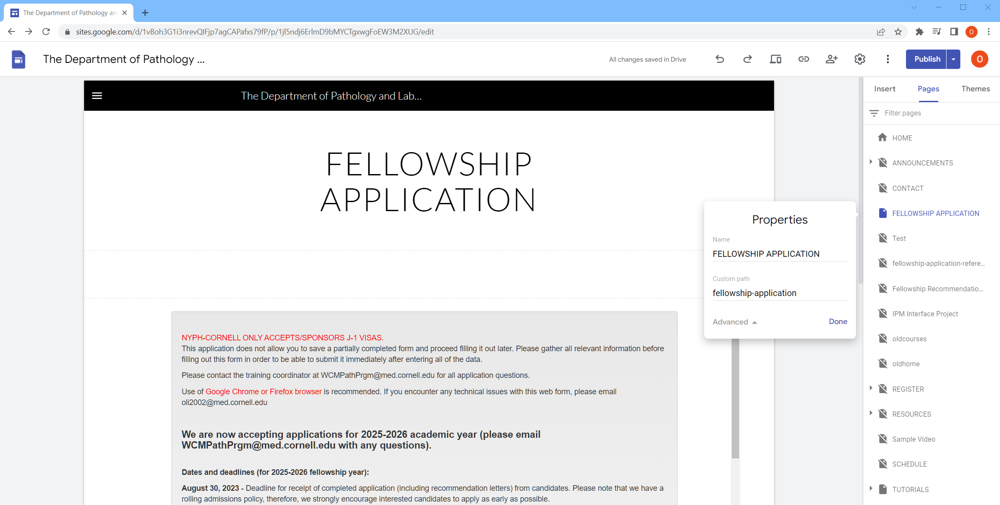 The Department of Pathology an
sites.google.com/d/1vBoh3G1i3nrevQIFjp7agCAPafxs79fP/p/1jl5ndj6ErlmD9bMYCTgxwgFoEW3M2XUG/edit
O
The Department of Pathology ...
All changes saved in Drive
Publish
O
The Department of Pathology and Lab...
FELLOWSHIP
APPLICATION
NYPH-CORNELL ONLY ACCEPTS/SPONSORS J-1 VISAS.
This application does not allow you to save a partially completed form and proceed filling it out later. Please gather all relevant information before
filling out this form in order to be able to submit it immediately after entering all of the data.
Please contact the training coordinator at WCMPathPrgm@med.cornell.edu for all application questions.
Use of Google Chrome or Firefox browser is recommended. If you encounter any technical issues with this web form, please email
oli2002@med.cornell.edu
We are now accepting applications for 2025-2026 academic year (please email
WCMPathPrgm@med.cornell.edu with any questions).
Dates and deadlines (for 2025-2026 fellowship year):
August 30, 2023 - Deadline for receipt of completed application (including recommendation letters) from candidates. Please note that we have a
rolling admissions policy, therefore, we strongly encourage interested candidates to apply as early as possible.
Properties
Name
FELLOWSHIP APPLICATION
Custom path
fellowship-application
Advanced
Done
Insert
Pages
Themes
Filter pages
HOME
ANNOUNCEMENTS
CONTACT
FELLOWSHIP APPLICATION
Test
fellowship-application-refere...
Fellowship Recommendatio...
IPM Interface Project
oldcourses
oldhome
REGISTER
RESOURCES
Sample Video
SCHEDULE
TUTORIALS